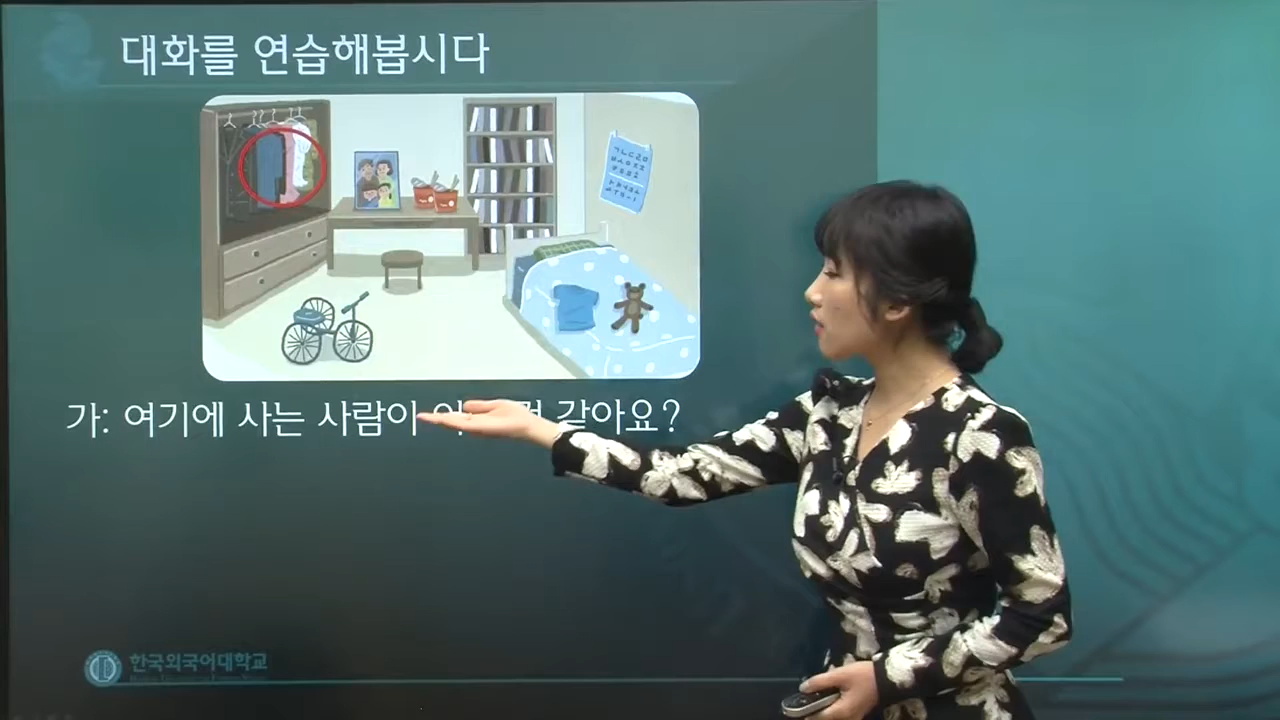 대화를 연습해봅시다
ㄱㄴㄷㄹㅁ
가: 여기에 사는 사람이 같아요?
한국외국어대학교